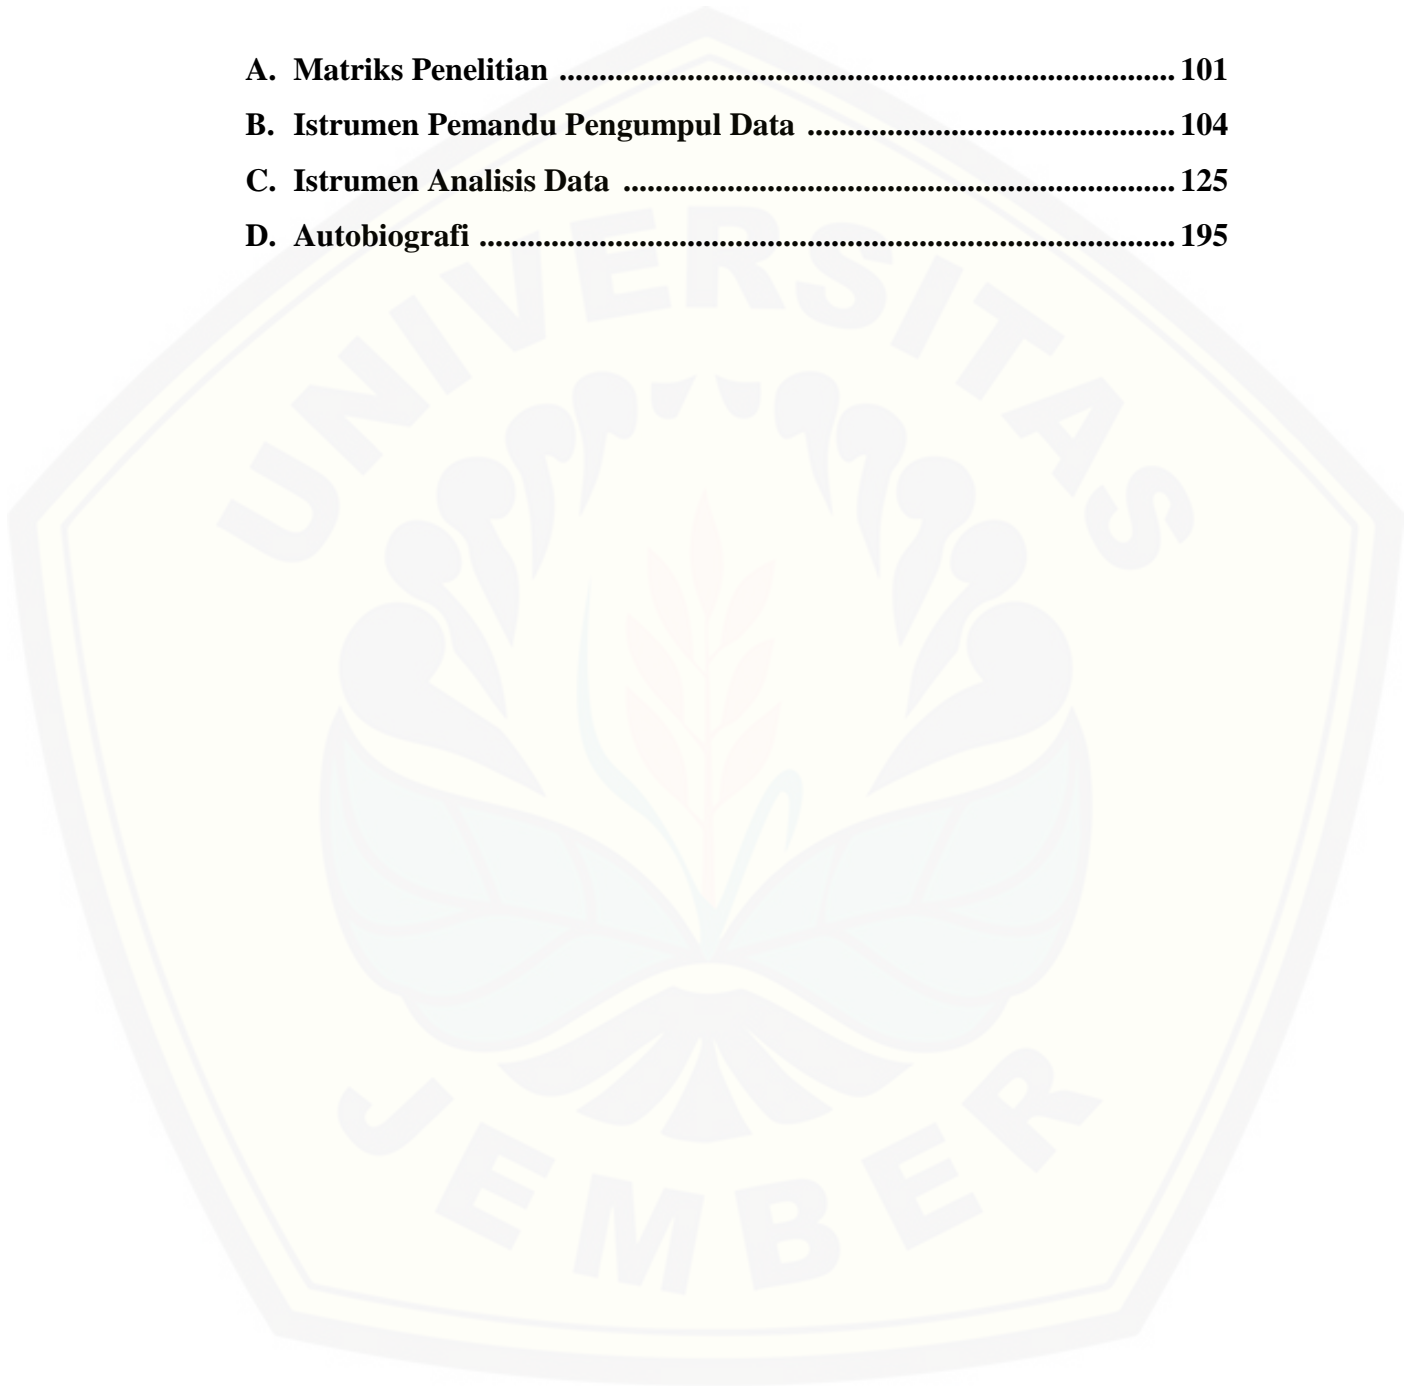 A. Matriks Penelitian ............................................................................. 101
B. Istrumen Pemandu Pengumpul Data .............................................. 104
C. Istrumen Analisis Data ..................................................................... 125
D. Autobiografi ....................................................................................... 195
UNIVERSITAS
JEMBER